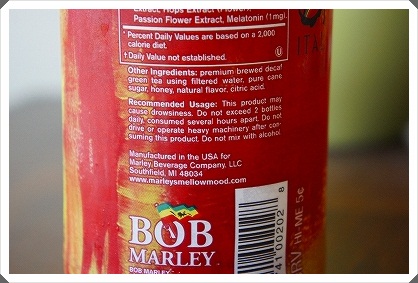 Extract, Hops Extract (Flower),
Passion Flower Extract, Melatonin (1mg).
* Percent Daily Values are based on a 2,000
calorie diet.
† Daily Value not established.
Other Ingredients: premium brewed decaf
green tea using filtered water, pure cane
sugar, honey, natural flavor, citric acid.
Recommended Usage: This product may
cause drowsiness. Do not exceed 2 bottles
daily, consumed several hours apart. Do not
drive or operate heavy machinery after con-
suming this product. Do not mix with alcohol
Manufactured in the USA for
Marley Beverage Company, LLC
Southfield, MI 48034
www.marleysmellowmood.com
BOB
MARLEY
BOB MARLEY
41 00202 8
HI-ME 5¢